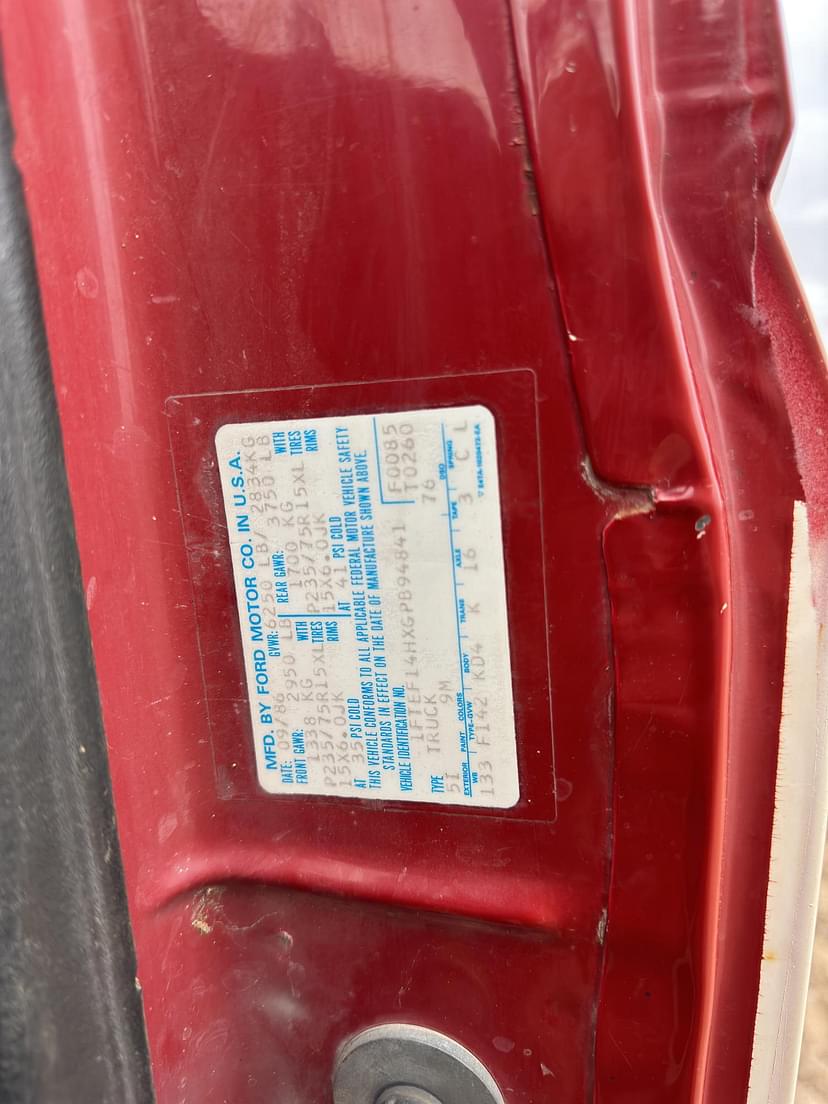 MFD. BY FORD MOTOR CO. IN U.S.A.
DATE: 09/86 GVWR: 6250 LB/ 2834KG
FRONT GAWR: 2950 LB REAR GAWR: 3750 LB
1338 KG WITH 1700 KG WITH
P235/75R15XL TIRES P235/75R15XL TIRES
15X6.0JK RIMS 15X6.0JK RIMS
AT 35 PSI COLD AT 41 PSI COLD
THIS VEHICLE CONFORMS TO ALL APPLICABLE FEDERAL MOTOR VEHICLE SAFETY
STANDARDS IN EFFECT ON THE DATE OF MANUFACTURE SHOWN ABOVE.
VEHICLE IDENTIFICATION NO. F0085
1FTEF14HXGPB94841 T0260
TYPE TRUCK 76
5I 9M
EXTERIOR PAINT COLORS DSO
WB TYPE-GVW BODY TRANS AXLE TAPE SPRING
133 F142 KD4 K 16 3 C L